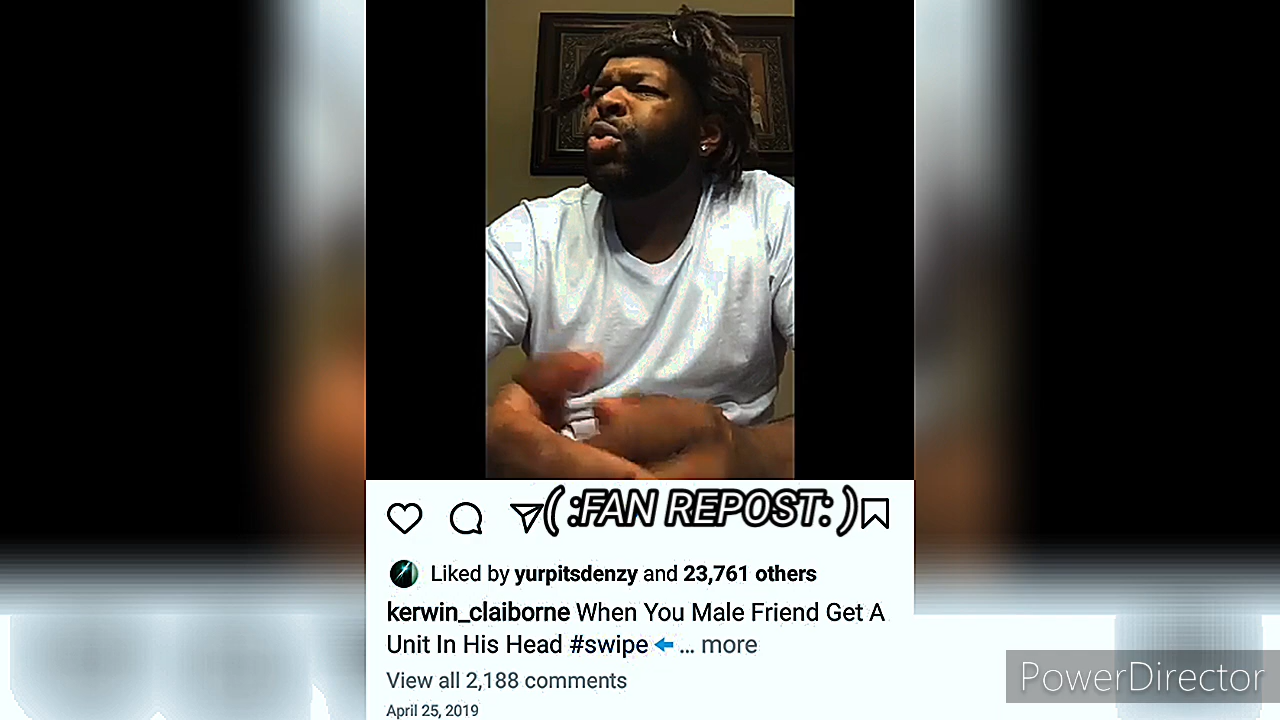 (:FAN REPOST:)
Liked by yurpitsdenzy and 23,761 others
kerwin_claiborne When You Male Friend Get A
Unit In His Head #swipe ... more
View all 2,188 comments
April 25, 2019
PowerDirector